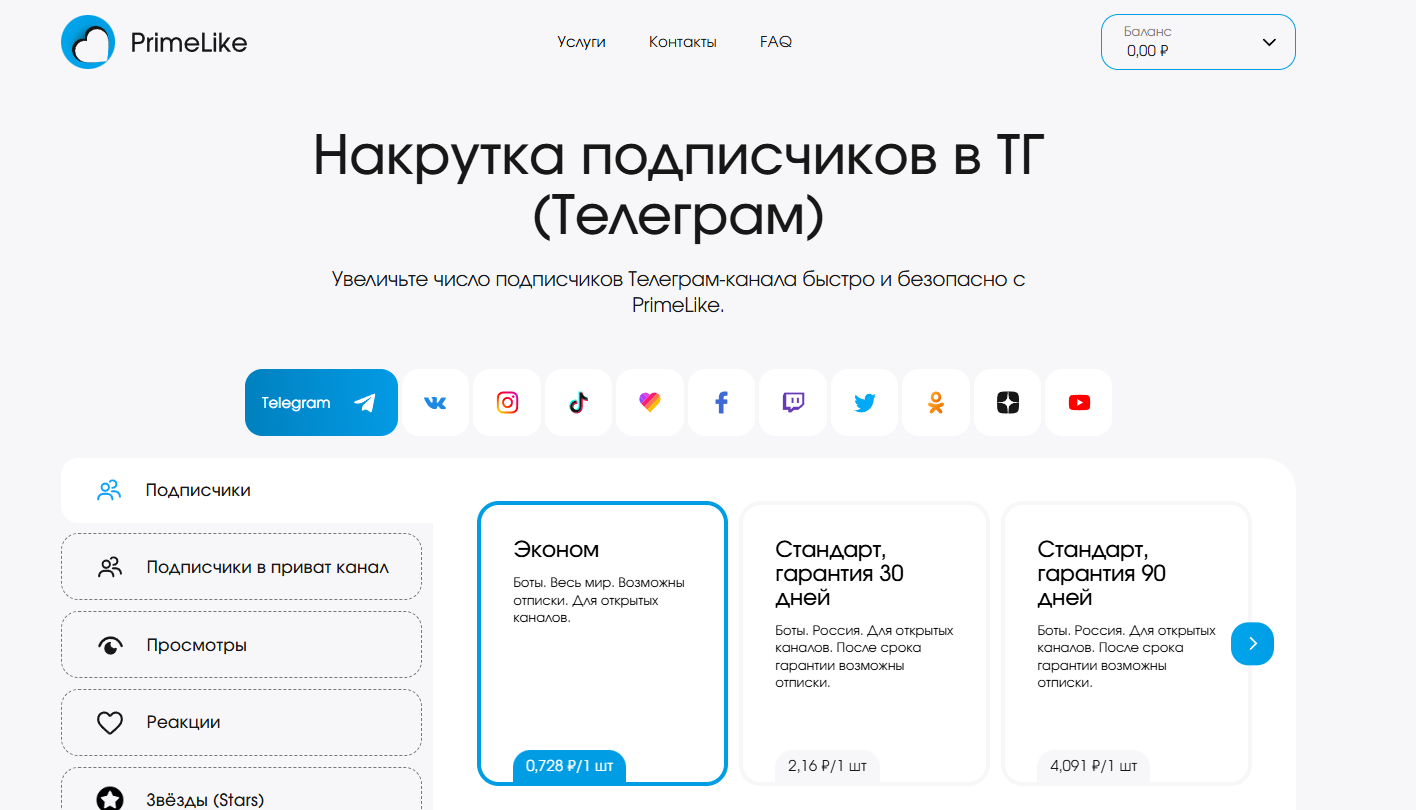 PrimeLike
Услуги
Контакты
FAQ
Баланс
0,00 ₽
Накрутка подписчиков в ТГ
(Телеграм)
Увеличьте число подписчиков Телеграм-канала быстро и безопасно с
PrimeLike.
Telegram
Подписчики
Подписчики в приват канал
Просмотры
Реакции
Звёзды (Stars)
Эконом
Боты. Весь мир. Возможны
отписки. Для открытых
каналов.
0,728 ₽/1 шт
Стандарт,
гарантия 30
дней
Боты. Россия. Для открытых
каналов. После срока
гарантии возможны
отписки.
2,16 ₽/1 шт
Стандарт,
гарантия 90
дней
Боты. Россия. Для открытых
каналов. После срока
гарантии возможны
отписки.
4,091 ₽/1 шт